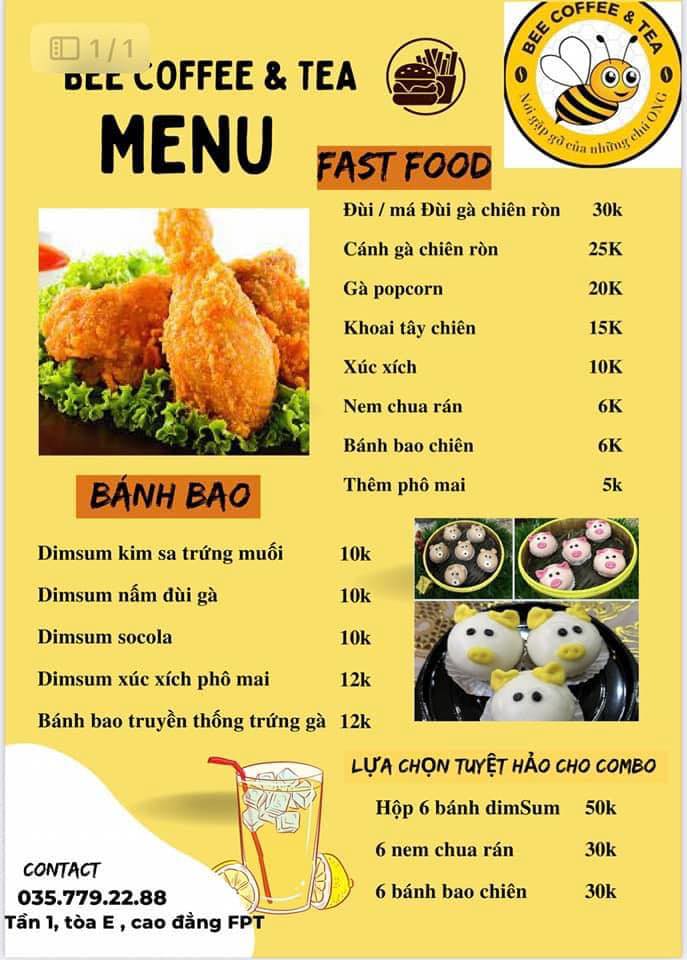 1/1
BEE COFFEE & TEA
MENU
BEE COFFEE & TEA
Nơi gặp gỡ của những chú ONG
FAST FOOD
Đùi / má Đùi gà chiên ròn 30k
Cánh gà chiên ròn 25K
Gà popcorn 20K
Khoai tây chiên 15K
Xúc xích 10K
Nem chua rán 6K
Bánh bao chiên 6K
Thêm phô mai 5k
BÁNH BAO
Dimsum kim sa trứng muối 10k
Dimsum nấm đùi gà 10k
Dimsum socola 10k
Dimsum xúc xích phô mai 12k
Bánh bao truyền thống trứng gà 12k
LỰA CHỌN TUYỆT HẢO CHO COMBO
Hộp 6 bánh dimSum 50k
6 nem chua rán 30k
6 bánh bao chiên 30k
CONTACT
035.779.22.88
Tần 1, tòa E , cao đẳng FPT